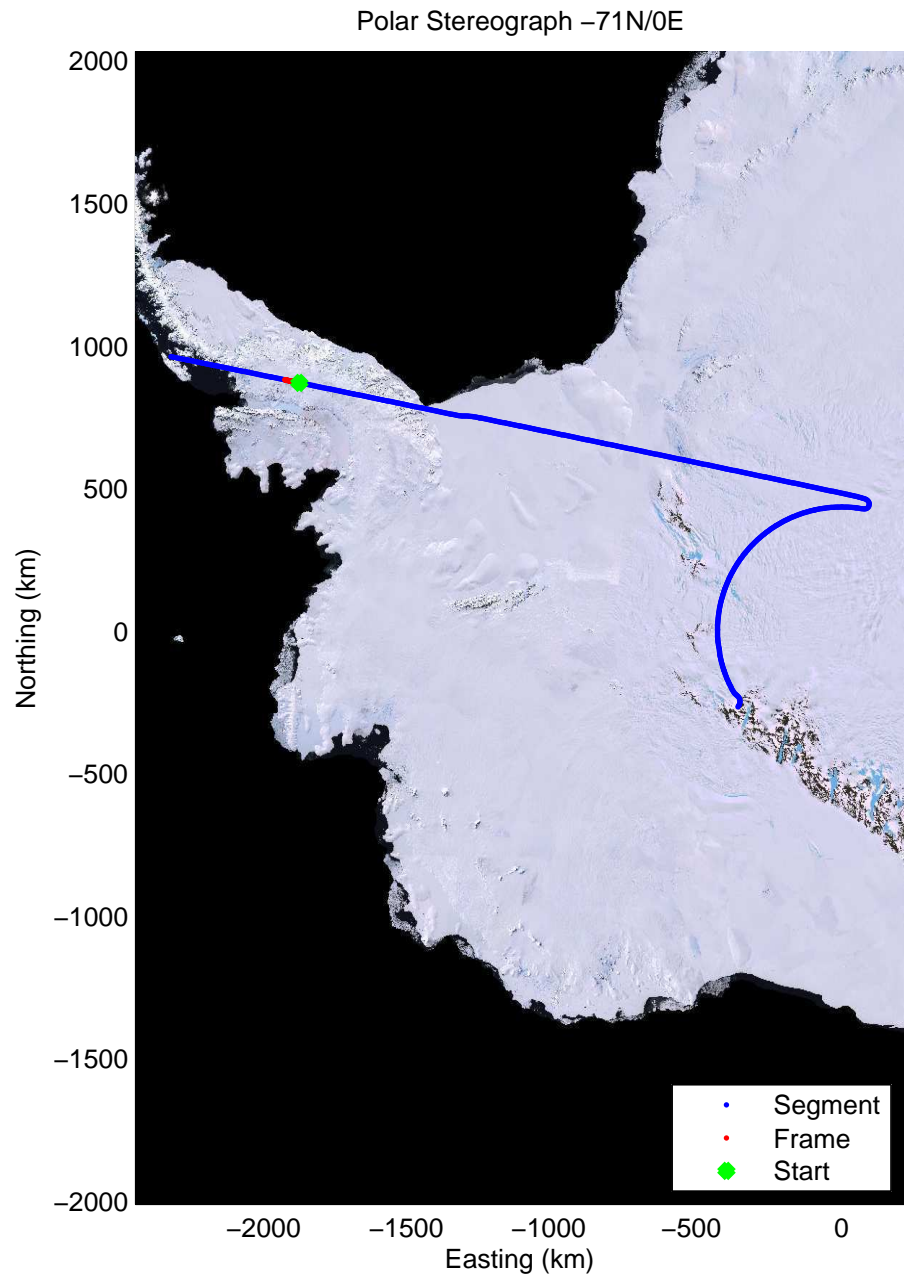 Polar Stereograph −71N/0E
2000
1500
1000
500
0
−500
−1000
−1500
−2000
Northing (km)
−2000 −1500 −1000 −500 0
Easting (km)
Segment
Frame
Start